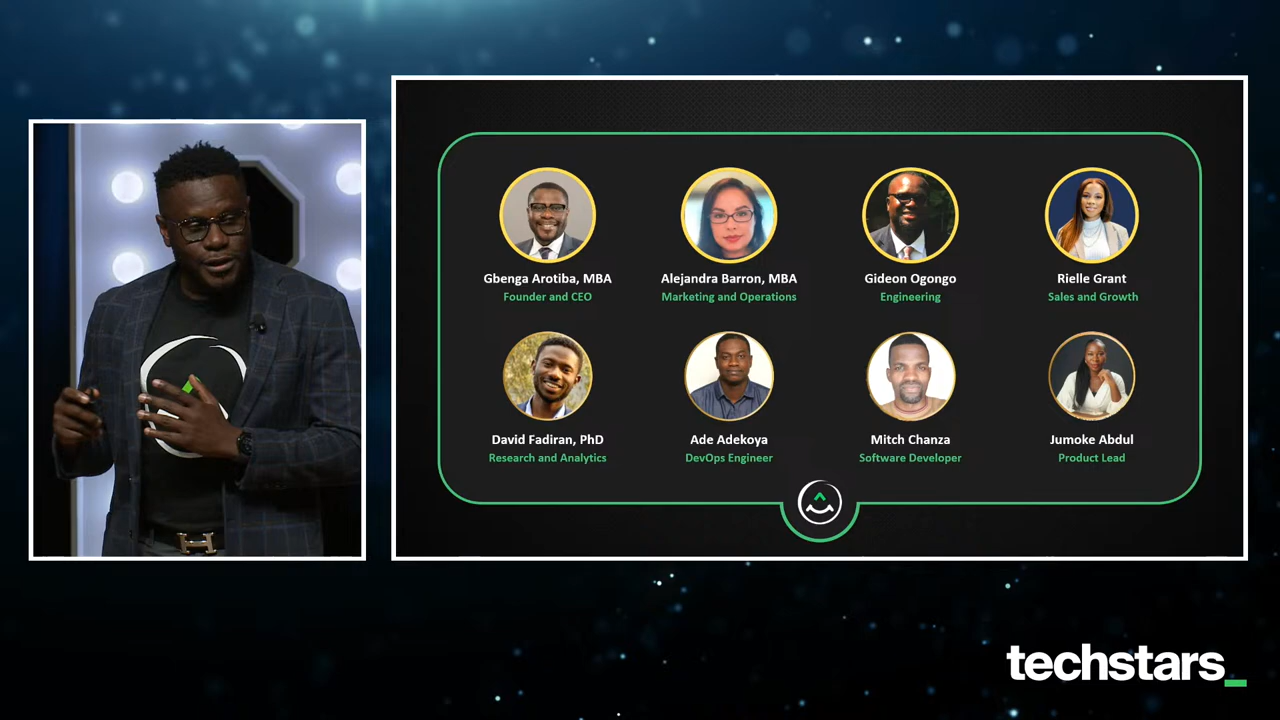 Gbenga Arotiba, MBA
Founder and CEO
Alejandra Barron, MBA
Marketing and Operations
Gideon Ogongo
Engineering
Rielle Grant
Sales and Growth
David Fadiran, PhD
Research and Analytics
Ade Adekoya
DevOps Engineer
Mitch Chanza
Software Developer
Jumoke Abdul
Product Lead
techstars_